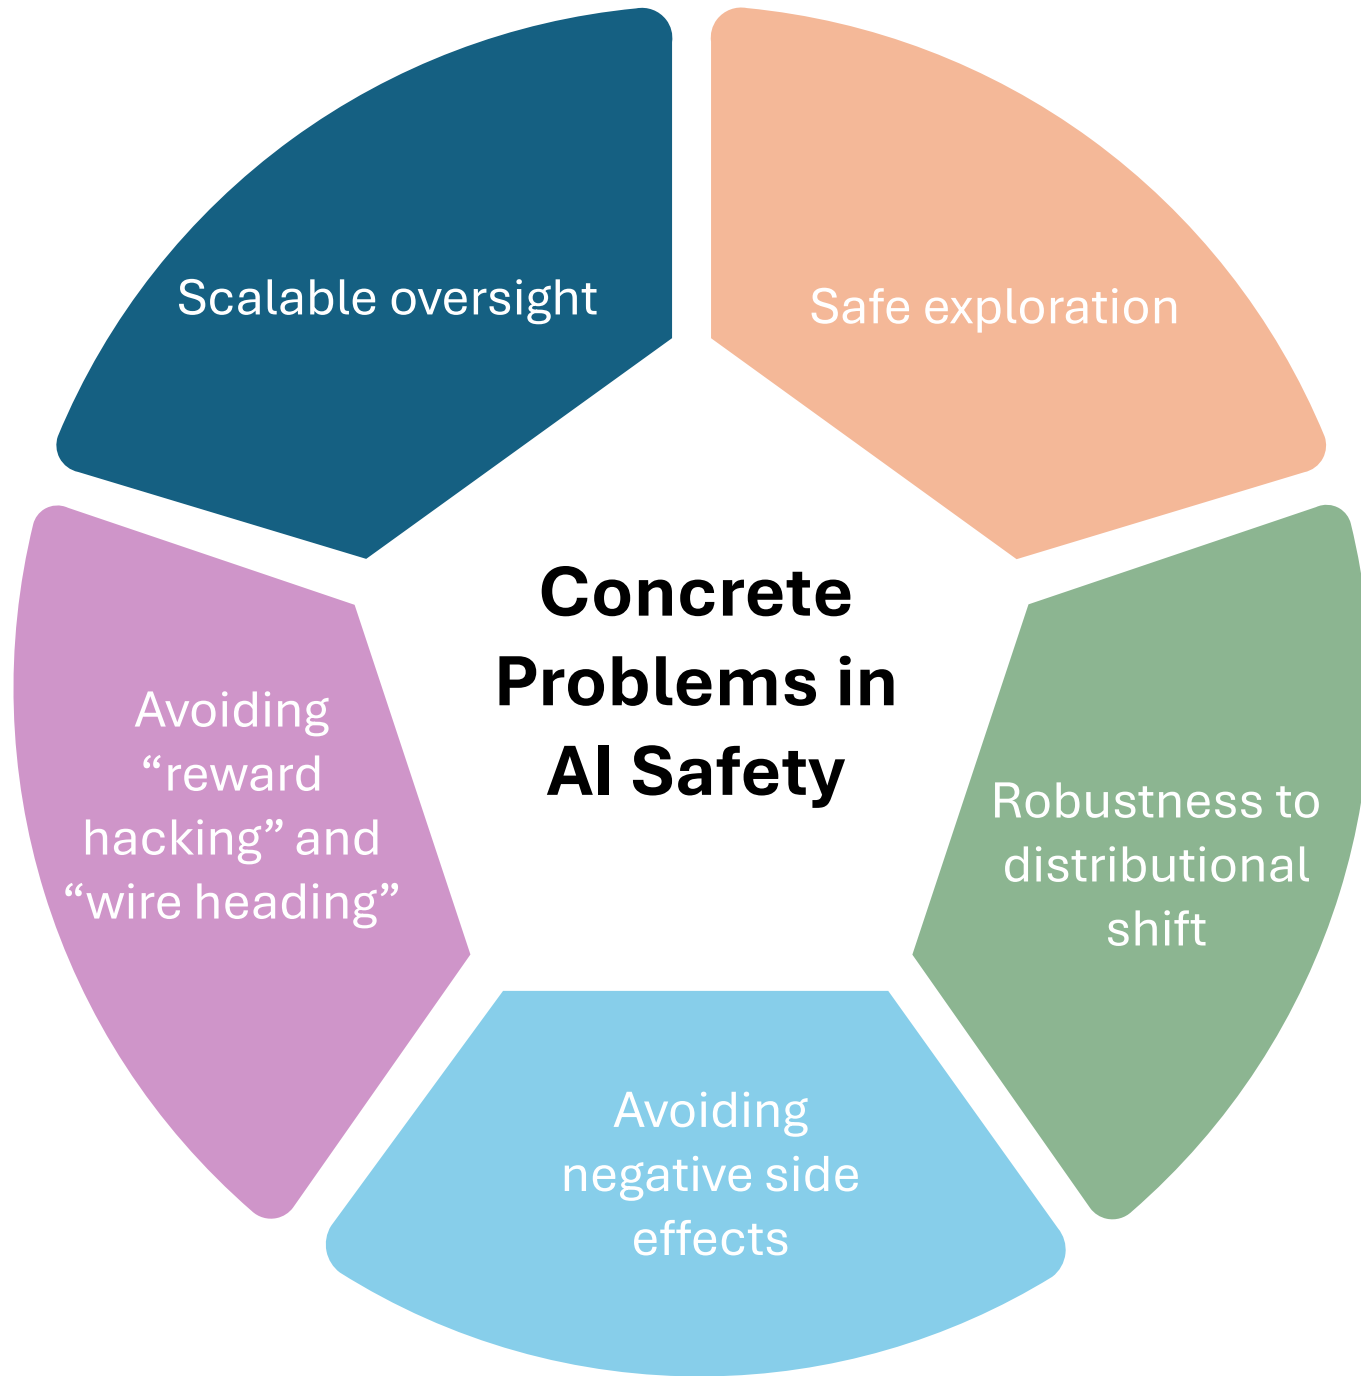 Scalable oversight
Safe exploration
Concrete
Problems in
AI Safety
Avoiding
“reward
hacking” and
“wire heading”
Robustness to
distributional
shift
Avoiding
negative side
effects